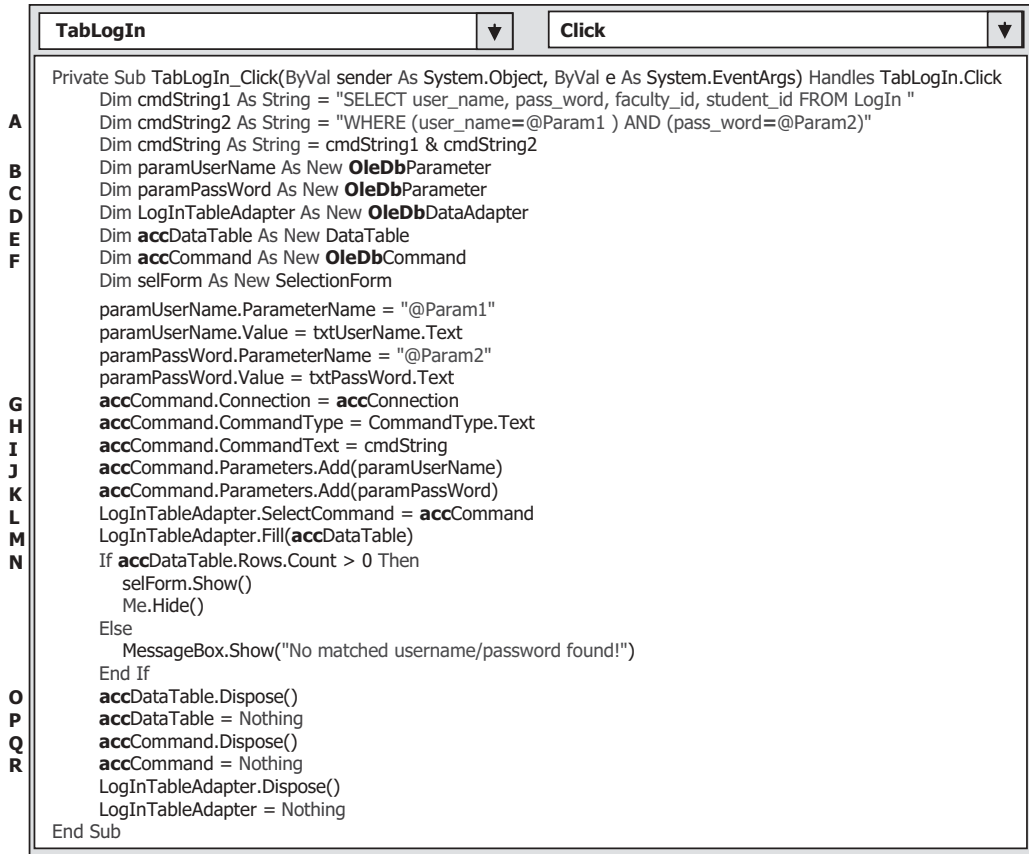 TabLogIn Click
Private Sub TabLogIn_Click(ByVal sender As System.Object, ByVal e As System.EventArgs) Handles TabLogIn.Click
Dim cmdString1 As String = "SELECT user_name, pass_word, faculty_id, student_id FROM LogIn "
A Dim cmdString2 As String = "WHERE (user_name=@Param1 ) AND (pass_word=@Param2)"
Dim cmdString As String = cmdString1 & cmdString2
B Dim paramUserName As New OleDbParameter
C Dim paramPassWord As New OleDbParameter
D Dim LogInTableAdapter As New OleDbDataAdapter
E Dim accDataTable As New DataTable
F Dim accCommand As New OleDbCommand
Dim selForm As New SelectionForm
paramUserName.ParameterName = "@Param1"
paramUserName.Value = txtUserName.Text
paramPassWord.ParameterName = "@Param2"
paramPassWord.Value = txtPassWord.Text
G accCommand.Connection = accConnection
H accCommand.CommandType = CommandType.Text
I accCommand.CommandText = cmdString
J accCommand.Parameters.Add(paramUserName)
K accCommand.Parameters.Add(paramPassWord)
L LogInTableAdapter.SelectCommand = accCommand
M LogInTableAdapter.Fill(accDataTable)
N If accDataTable.Rows.Count > 0 Then
selForm.Show()
Me.Hide()
Else
MessageBox.Show("No matched username/password found!")
End If
O accDataTable.Dispose()
P accDataTable = Nothing
Q accCommand.Dispose()
R accCommand = Nothing
LogInTableAdapter.Dispose()
LogInTableAdapter = Nothing
End Sub